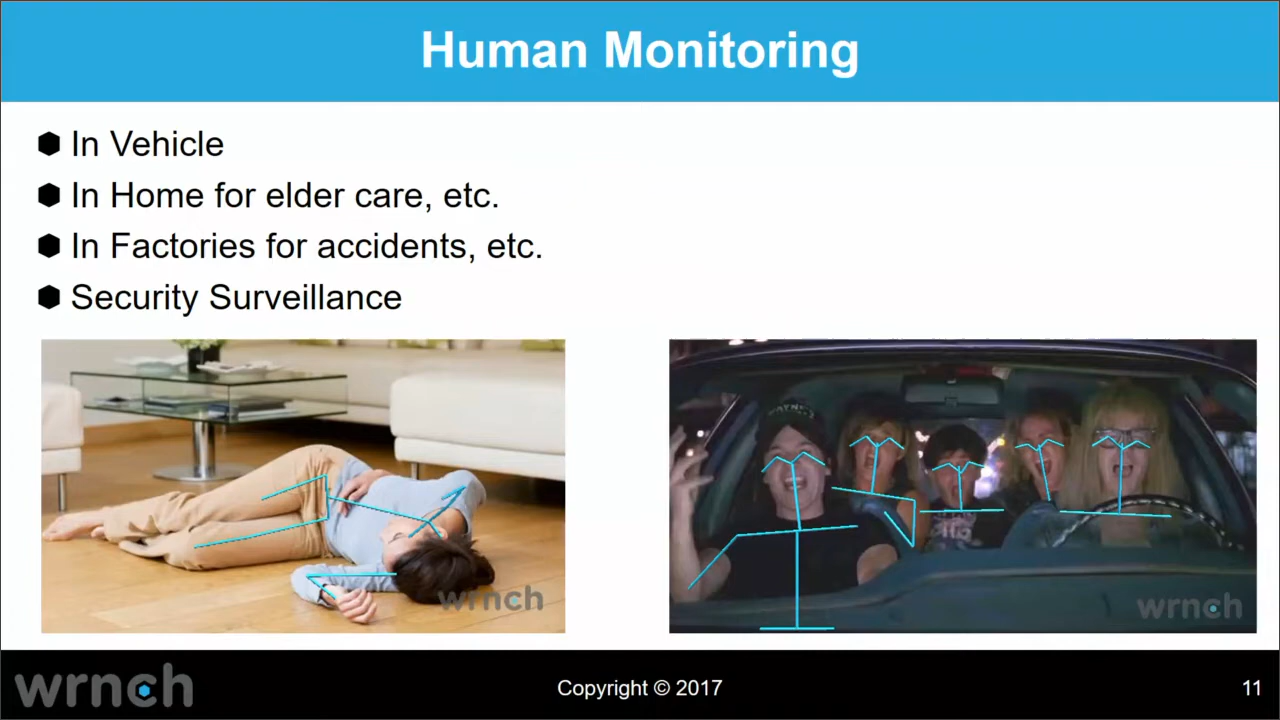 Human Monitoring
In Vehicle
In Home for elder care, etc.
In Factories for accidents, etc.
Security Surveillance
WAYNE'S
wrnch
wrnch
wrnch
Copyright © 2017
11